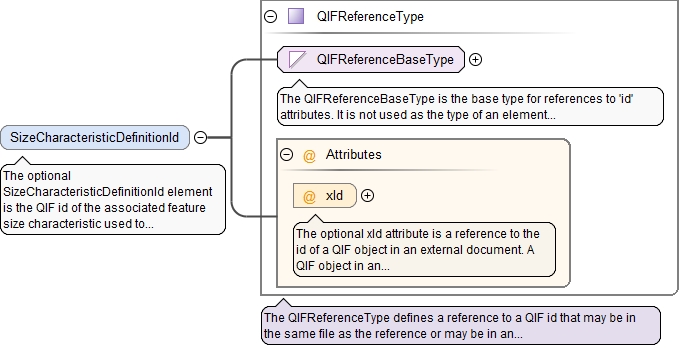 QIFReferenceType
QIFReferenceBaseType
The QIFReferenceBaseType is the base type for references to 'id'
attributes. It is not used as the type of an element...
SizeCharacteristicDefinitionId
The optional
SizeCharacteristicDefinitionId element
is the QIF id of the associated feature
size characteristic used to...
@ Attributes
@ xId
The optional xId attribute is a reference to the
id of a QIF object in an external document. A
QIF object in an...
The QIFReferenceType defines a reference to a QIF id that may be in
the same file as the reference or may be in an...